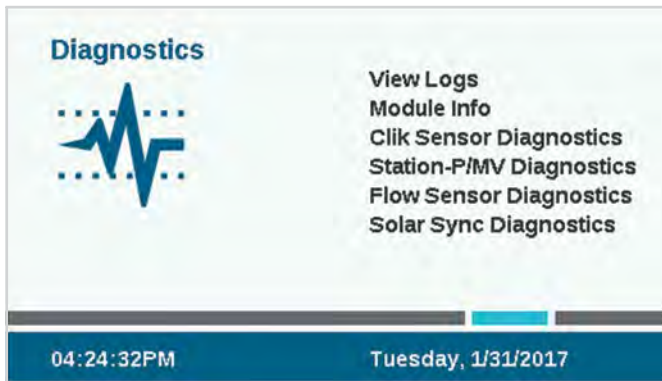 Diagnostics
View Logs
Module Info
Clik Sensor Diagnostics
Station-P/MV Diagnostics
Flow Sensor Diagnostics
Solar Sync Diagnostics
04:24:32PM
Tuesday, 1/31/2017